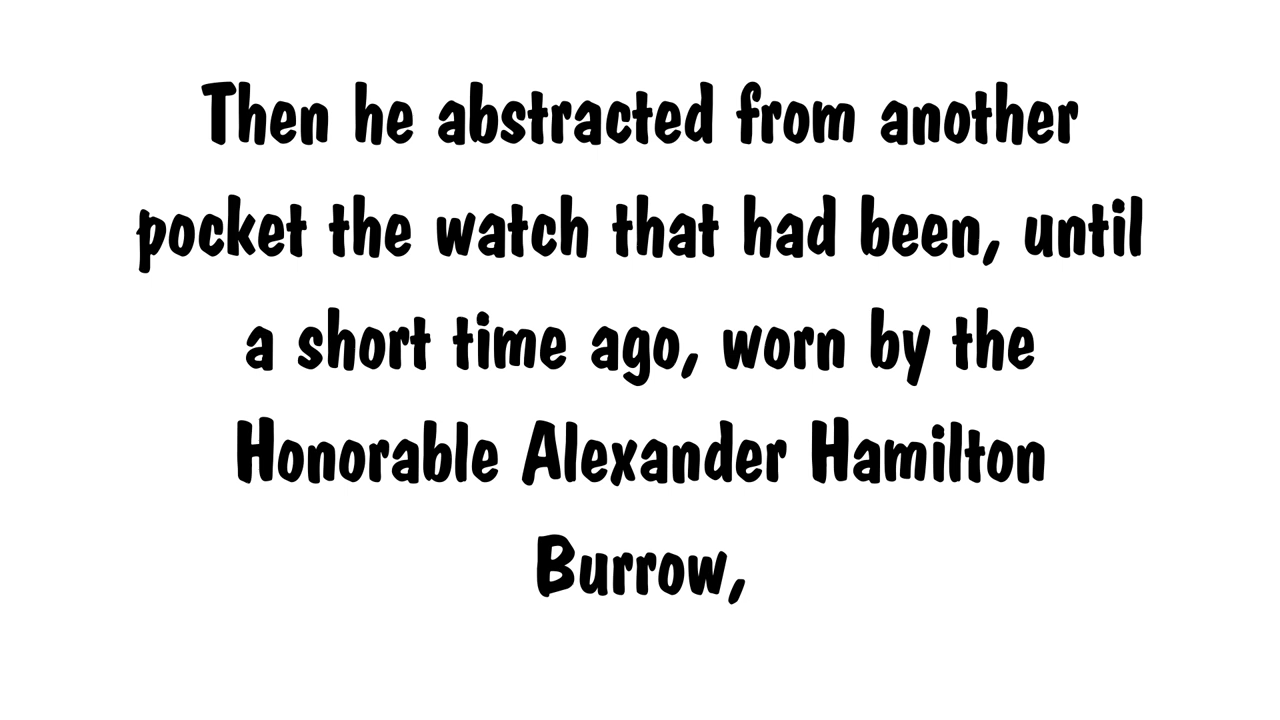 Then he abstracted from another
pocket the watch that had been, until
a short time ago, worn by the
Honorable Alexander Hamilton
Burrow,